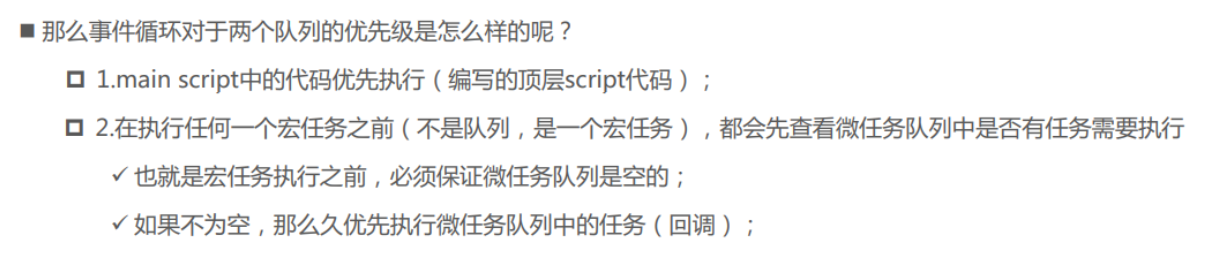 ■ 那么事件循环对于两个队列的优先级是怎么样的呢？
1.main script中的代码优先执行（编写的顶层script代码）；
2.在执行任何一个宏任务之前（不是队列，是一个宏任务），都会先查看微任务队列中是否有任务需要执行
✓ 也就是宏任务执行之前，必须保证微任务队列是空的；
✓ 如果不为空，那么久优先执行微任务队列中的任务（回调）；